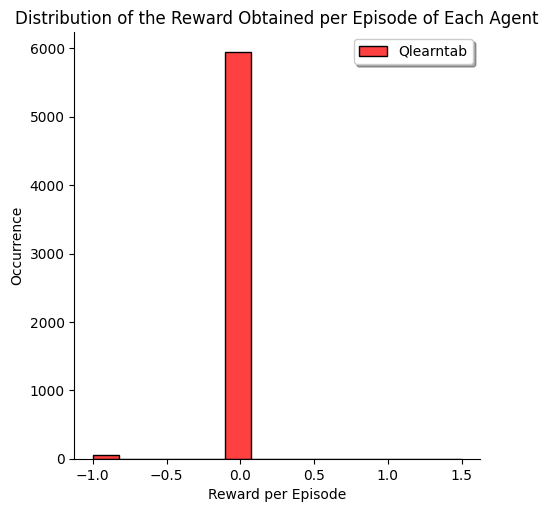 Distribution of the Reward Obtained per Episode of Each Agent
Qlearntab
6000
5000
4000
3000
2000
1000
0
Occurrence
−1.0 −0.5 0.0 0.5 1.0 1.5
Reward per Episode